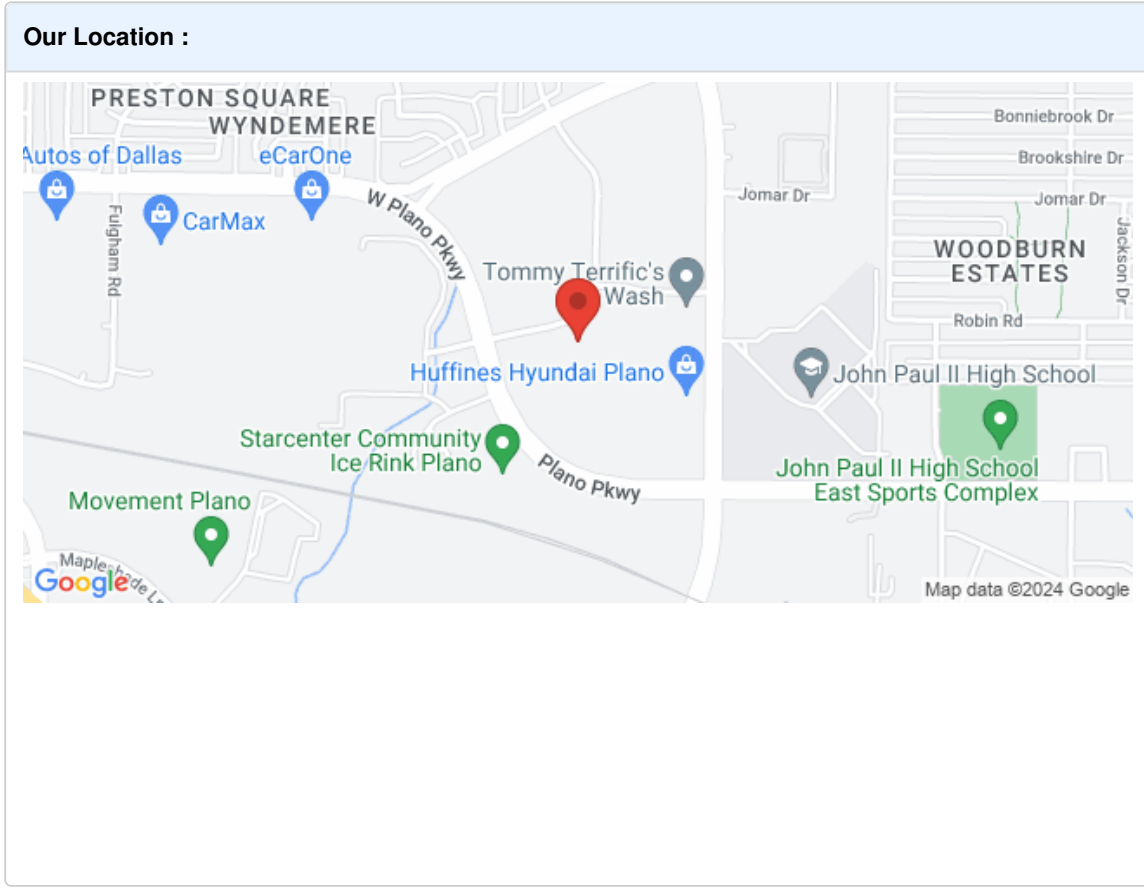 Our Location :
PRESTON SQUARE
WYNDEMERE
Bonniebrook Dr
Autos of Dallas
eCarOne
Brookshire Dr
Jomar Dr
Jomar Dr
W Plano Pkwy
CarMax
Fulgham Rd
Jackson Dr
WOODBURN
ESTATES
Tommy Terrific's
Wash
Robin Rd
Huffines Hyundai Plano
John Paul II High School
Starcenter Community
Ice Rink Plano
Plano Pkwy
John Paul II High School
East Sports Complex
Movement Plano
Mapleshade Ln
Google
Map data ©2024 Google